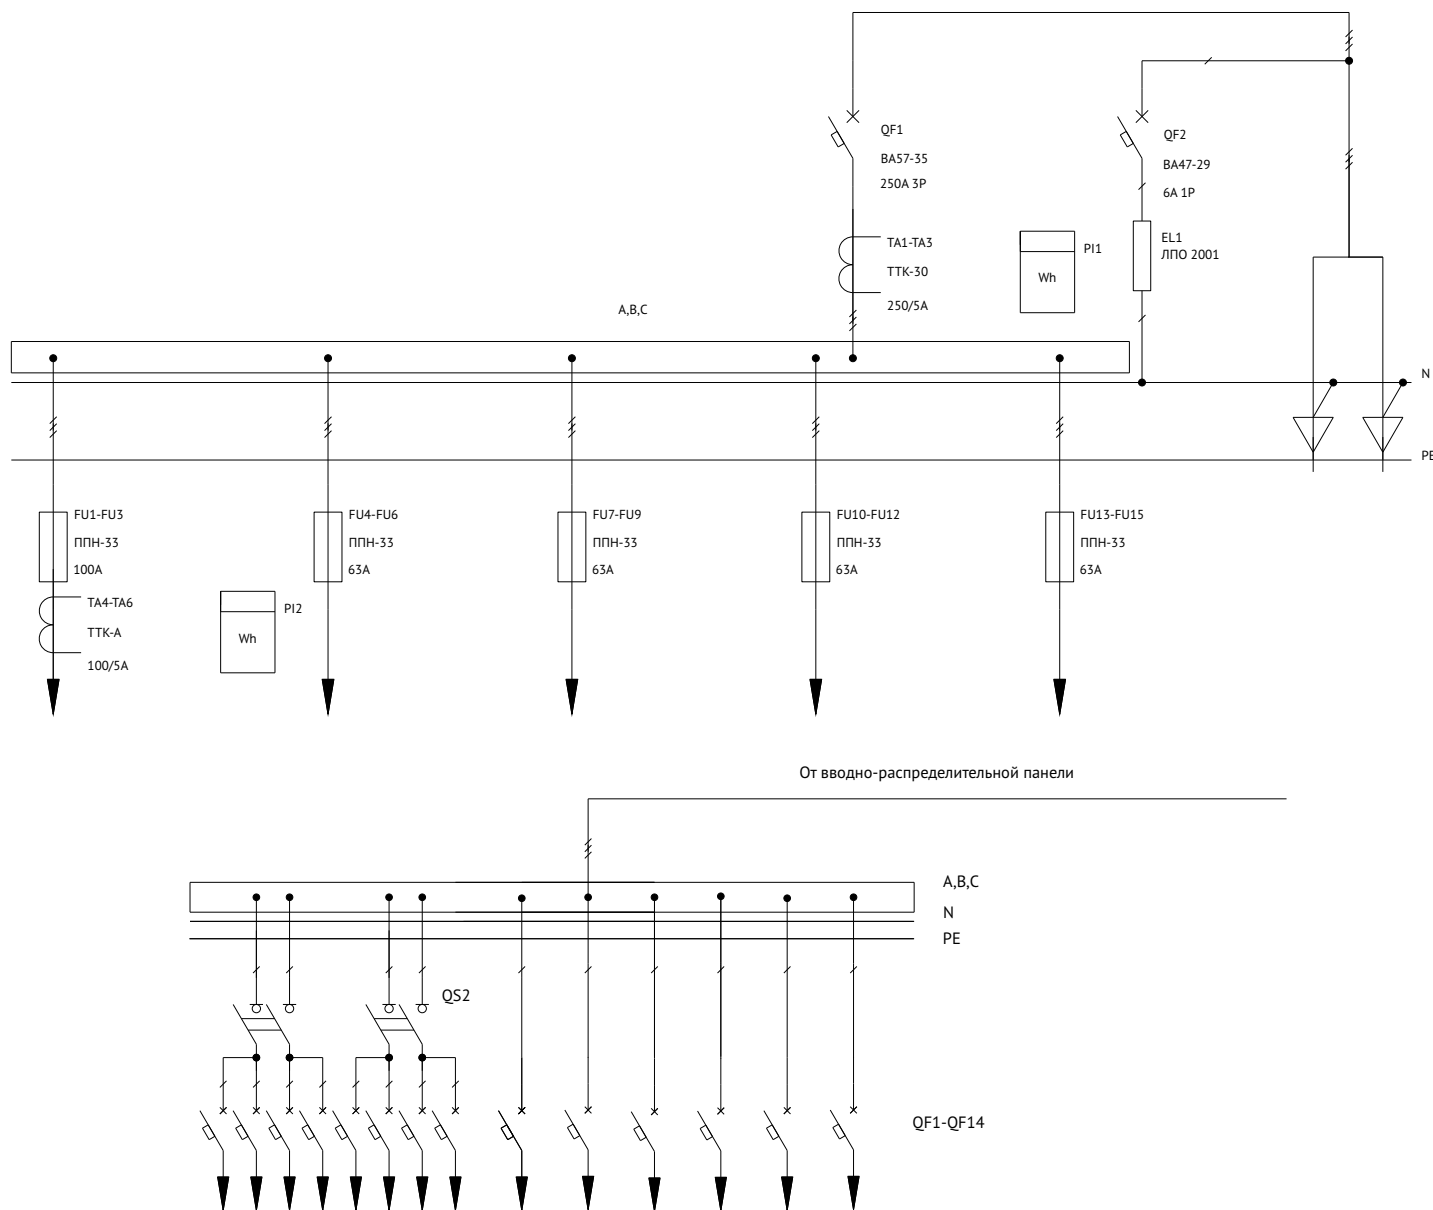 QF1
ВА57-35
250А 3Р
QF2
ВА47-29
6А 1Р
ТА1-ТА3
ТТК-30
250/5А
PI1
Wh
EL1
ЛПО 2001
A,B,C
N
PE
FU1-FU3
ППН-33
100А
FU4-FU6
ППН-33
63А
FU7-FU9
ППН-33
63А
FU10-FU12
ППН-33
63А
FU13-FU15
ППН-33
63А
ТА4-ТА6
ТТК-А
100/5А
PI2
Wh
От вводно-распределительной панели
A,B,C
N
PE
QS2
QF1-QF14